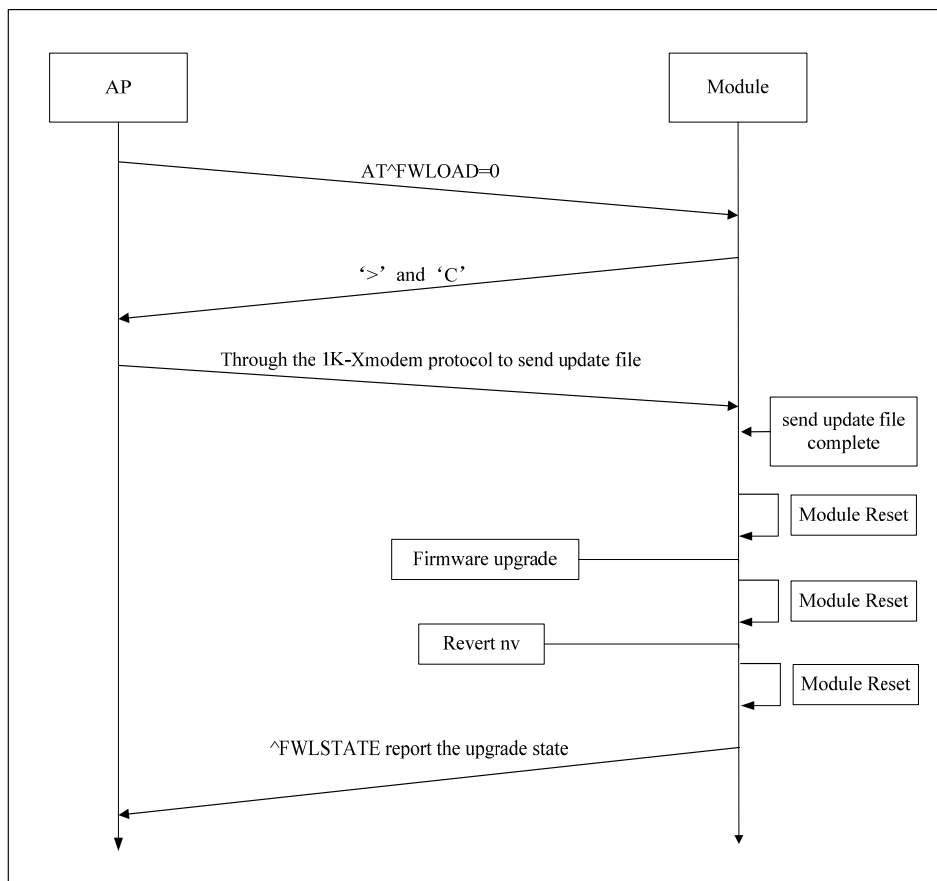 AP
Module
AT^FWLOAD=0
‘>’ and ‘C’
Through the 1K-Xmodem protocol to send update file
send update file
complete
Module Reset
Firmware upgrade
Module Reset
Revert nv
Module Reset
^FWLSTATE report the upgrade state